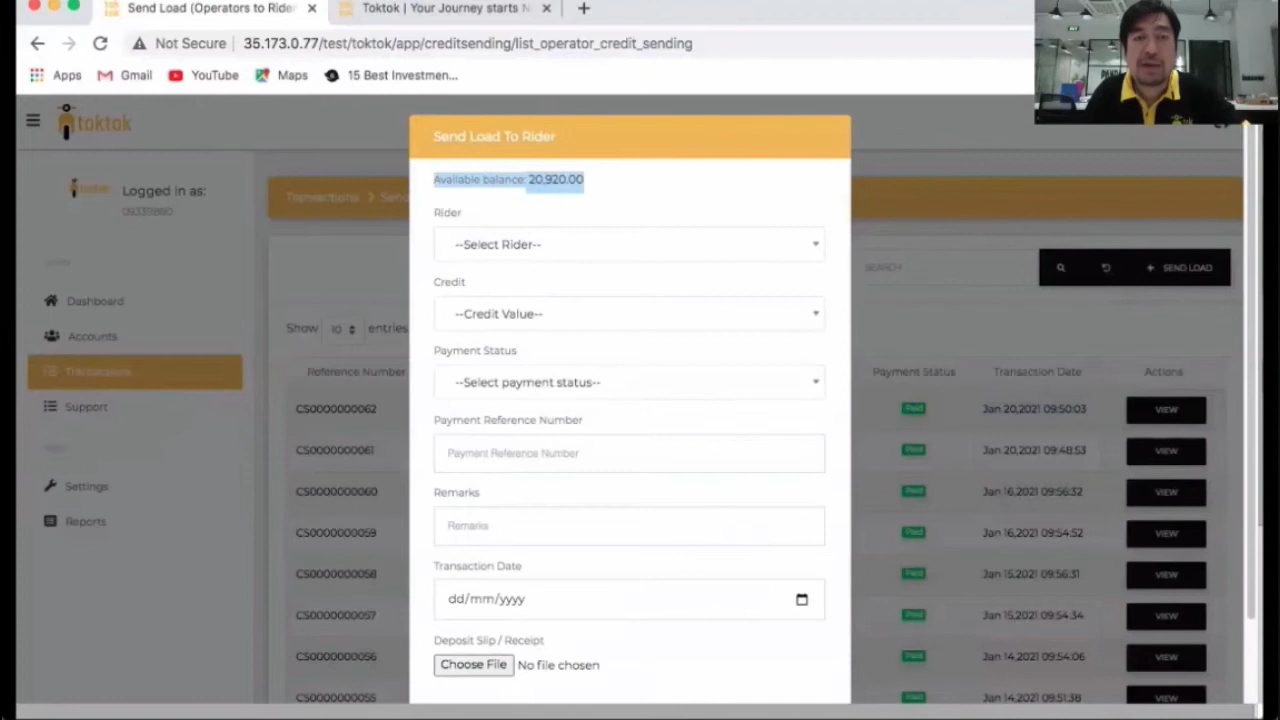 Send Load (Operators to Rider
Toktok | Your Journey starts N
Not Secure
35.173.0.77/test/toktok/app/creditsending/list_operator_credit_sending
Apps
Gmail
YouTube
Maps
15 Best Investmen...
toktok
Send Load To Rider
Available balance: 20,920.00
Logged in as:
Transactions > Send
Rider
--Select Rider--
SEARCH
+ SEND LOAD
Credit
Dashboard
--Credit Value--
Show 10 entries
Accounts
Payment Status
Transactions
Reference Number
--Select payment status--
Payment Status
Transaction Date
Actions
Support
CS0000000062
Paid
Jan 20,2021 09:50:03
VIEW
Payment Reference Number
CS0000000061
Payment Reference Number
Paid
Jan 20,2021 09:48:53
VIEW
Settings
CS0000000060
Remarks
Paid
Jan 16,2021 09:56:32
VIEW
Reports
CS0000000059
Remarks
Paid
Jan 16,2021 09:54:52
VIEW
Transaction Date
CS0000000058
Paid
Jan 15,2021 09:56:31
VIEW
dd/mm/yyyy
CS0000000057
Paid
Jan 15,2021 09:54:34
VIEW
Deposit Slip / Receipt
CS0000000056
Choose File No file chosen
Paid
Jan 14,2021 09:54:06
VIEW
CS0000000055
Paid
Jan 14,2021 09:51:38
VIEW